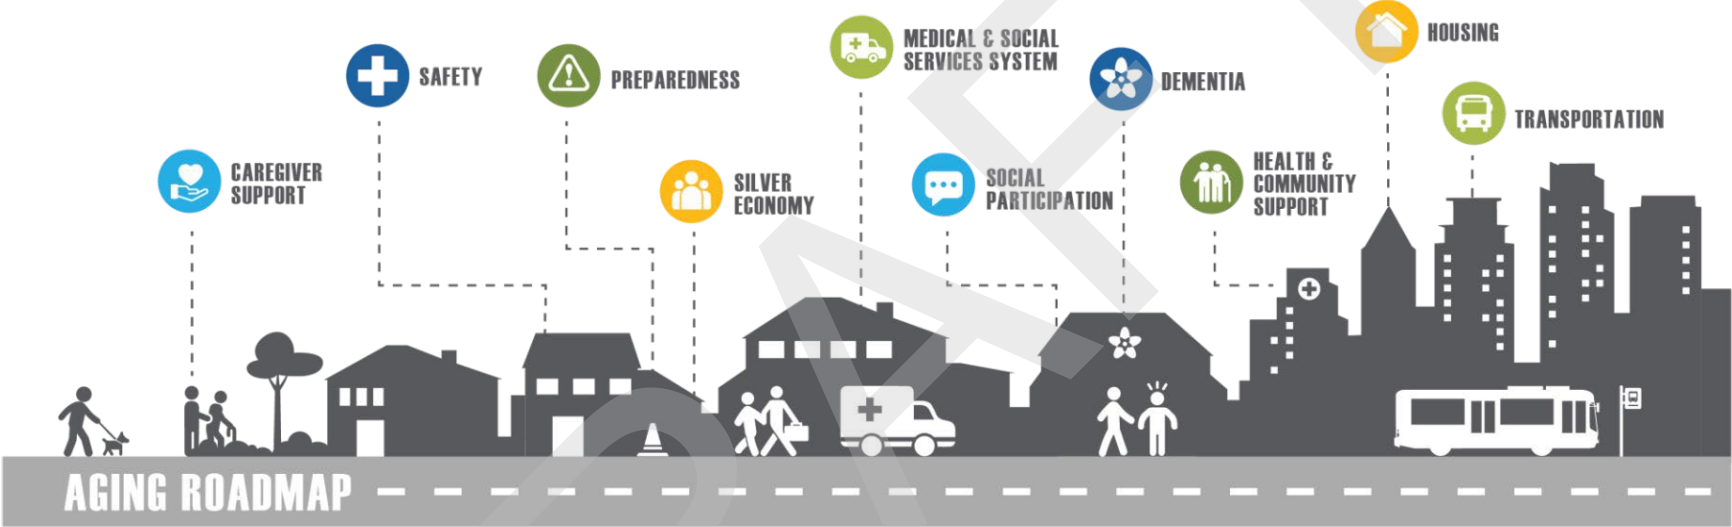 CAREGIVER
SUPPORT
SAFETY
PREPAREDNESS
SILVER
ECONOMY
MEDICAL & SOCIAL
SERVICES SYSTEM
SOCIAL
PARTICIPATION
DEMENTIA
HEALTH &
COMMUNITY
SUPPORT
HOUSING
TRANSPORTATION
AGING ROADMAP
DRAFT